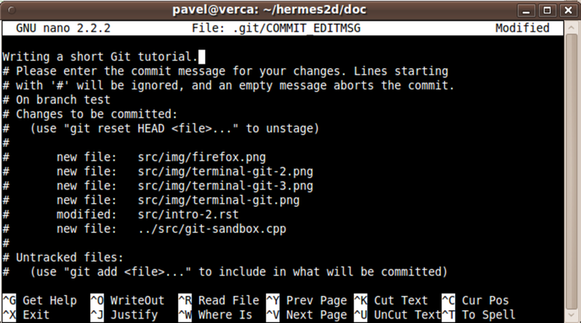 pavel@verca: ~/hermes2d/doc
GNU nano 2.2.2 File: .git/COMMIT_EDITMSG Modified
Writing a short Git tutorial.
# Please enter the commit message for your changes. Lines starting
# with '#' will be ignored, and an empty message aborts the commit.
# On branch test
# Changes to be committed:
#   (use "git reset HEAD <file>..." to unstage)
#
#       new file:   src/img/firefox.png
#       new file:   src/img/terminal-git-2.png
#       new file:   src/img/terminal-git-3.png
#       new file:   src/img/terminal-git.png
#       modified:   src/intro-2.rst
#       new file:   ../src/git-sandbox.cpp
#
# Untracked files:
#   (use "git add <file>..." to include in what will be committed)
^G Get Help  ^O WriteOut  ^R Read File ^Y Prev Page ^K Cut Text  ^C Cur Pos
^X Exit      ^J Justify   ^W Where Is  ^V Next Page ^U UnCut Text^T To Spell